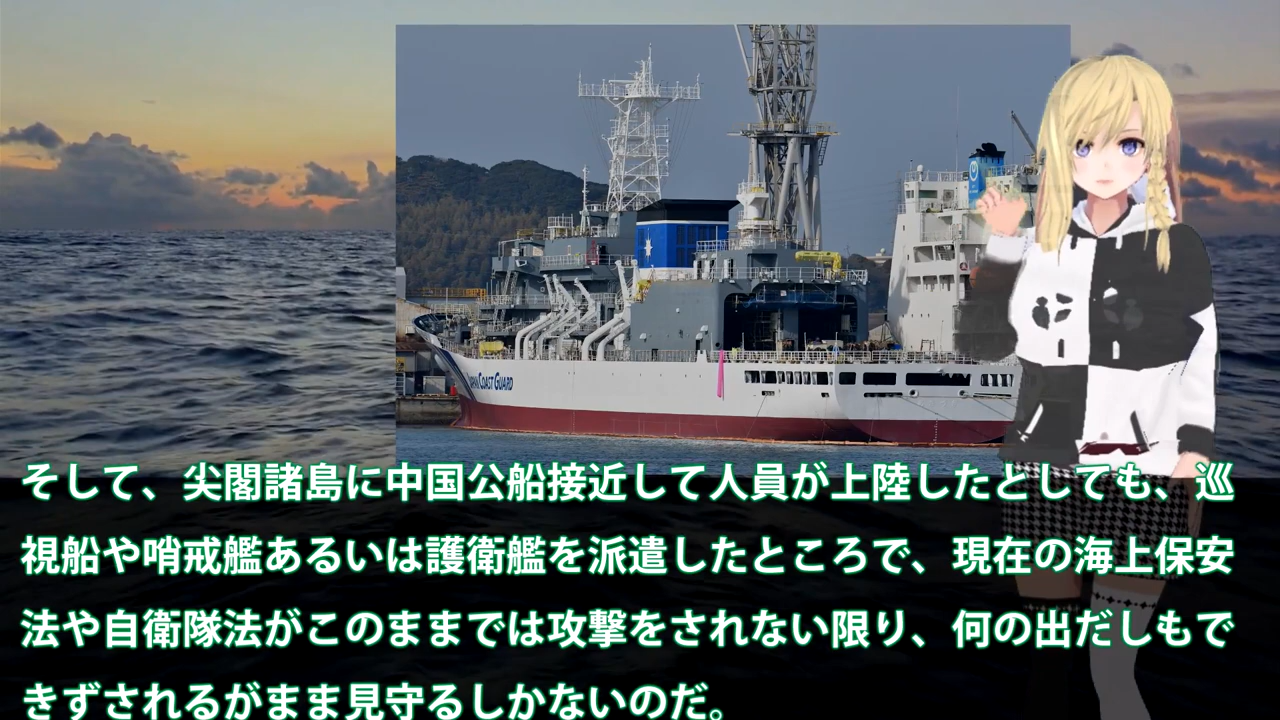 JAPAN COAST GUARD
そして、尖閣諸島に中国公船接近して人員が上陸したとしても、巡
視船や哨戒艦あるいは護衛艦を派遣したところで、現在の海上保安
法や自衛隊法がこのままでは攻撃をされない限り、何の出だしもで
きずされるがまま見守るしかないのだ。